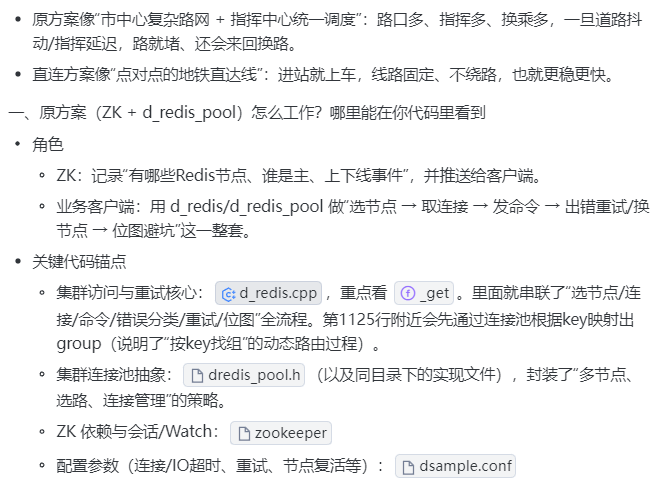 原方案像“市中心复杂路网 + 指挥中心统一调度”：路口多、指挥多、换乘多，一旦道路抖
动/指挥延迟，路就堵、还会来回换路。
直连方案像“点对点的地铁直达线”：进站就上车，线路固定、不绕路，也就更稳更快。
一、原方案（ZK + d_redis_pool）怎么工作？哪里能在你代码里看到
角色
ZK：记录“有哪些Redis节点、谁是主、上下线事件”，并推送给客户端。
业务客户端：用 d_redis/d_redis_pool 做“选节点 → 取连接 → 发命令 → 出错重试/换
节点 → 位图避坑”这一整套。
关键代码锚点
集群访问与重试核心： d_redis.cpp ，重点看 _get 。里面就串联了“选节点/连
接/命令/错误分类/重试/位图”全流程。第1125行附近会先通过连接池根据key映射出
group（说明了“按key找组”的动态路由过程）。
集群连接池抽象： dredis_pool.h （以及同目录下的实现文件），封装了“多节点、
选路、连接管理”的策略。
ZK 依赖与会话/Watch： zookeeper
配置参数（连接/IO超时、重试、节点复活等）： dsample.conf